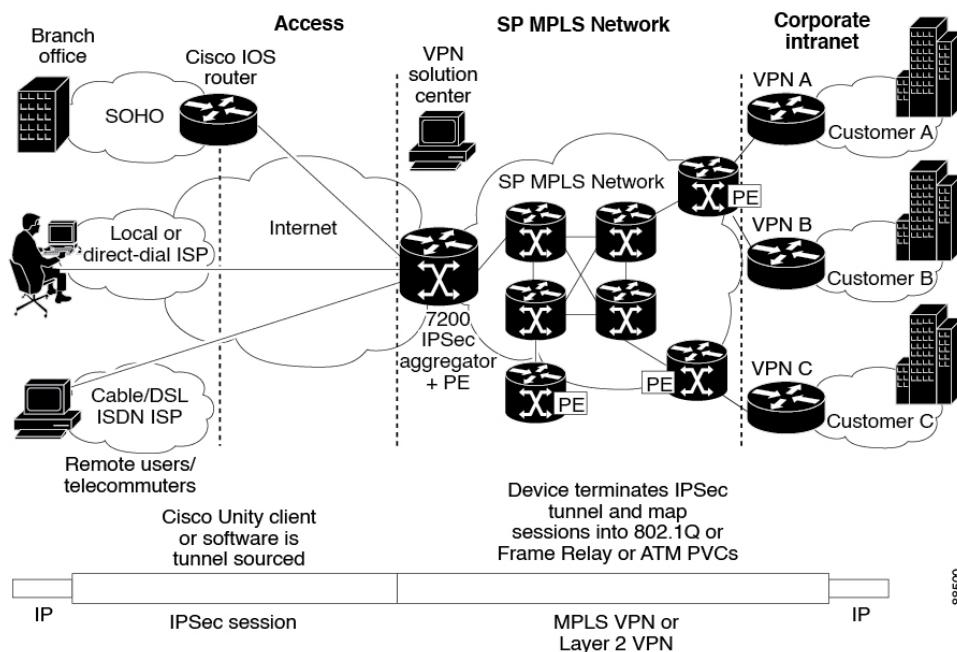 Access
SP MPLS Network
Corporate
intranet
Branch
office
Cisco IOS
router
VPN
solution
center
VPN A
SOHO
Customer A
SP MPLS Network
PE
Internet
Local or
direct-dial ISP
VPN B
Customer B
7200
IPSec
aggregator
+ PE
Cable/DSL
ISDN ISP
PE
PE
VPN C
Customer C
Remote users/
telecommuters
Cisco Unity client
or software is
tunnel sourced
Device terminates IPSec
tunnel and map
sessions into 802.1Q or
Frame Relay or ATM PVCs
IP
IPSec session
MPLS VPN or
Layer 2 VPN
IP